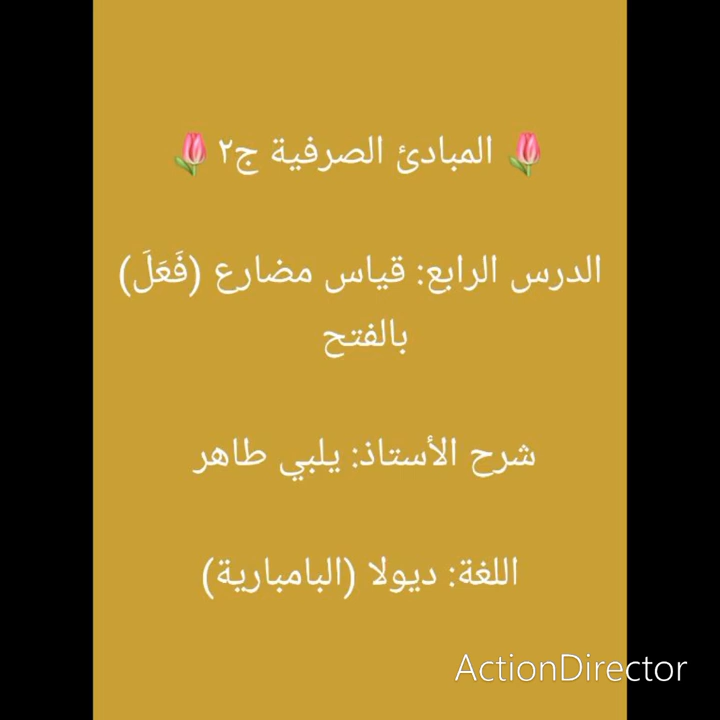 🌷 المبادئ الصرفية ج٢ 🌷
الدرس الرابع: قياس مضارع (فَعَلَ)
بالفتح
شرح الأستاذ: يلبي طاهر
اللغة: ديولا (البامبارية)
ActionDirector